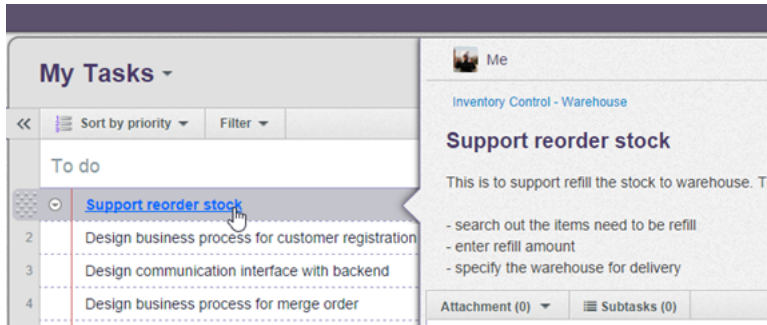 My Tasks
Sort by priority
Filter
To do
Support reorder stock
2 Design business process for customer registration
3 Design communication interface with backend
4 Design business process for merge order
Me
Inventory Control - Warehouse
Support reorder stock
This is to support refill the stock to warehouse. T
- search out the items need to be refill
- enter refill amount
- specify the warehouse for delivery
Attachment (0) Subtasks (0)